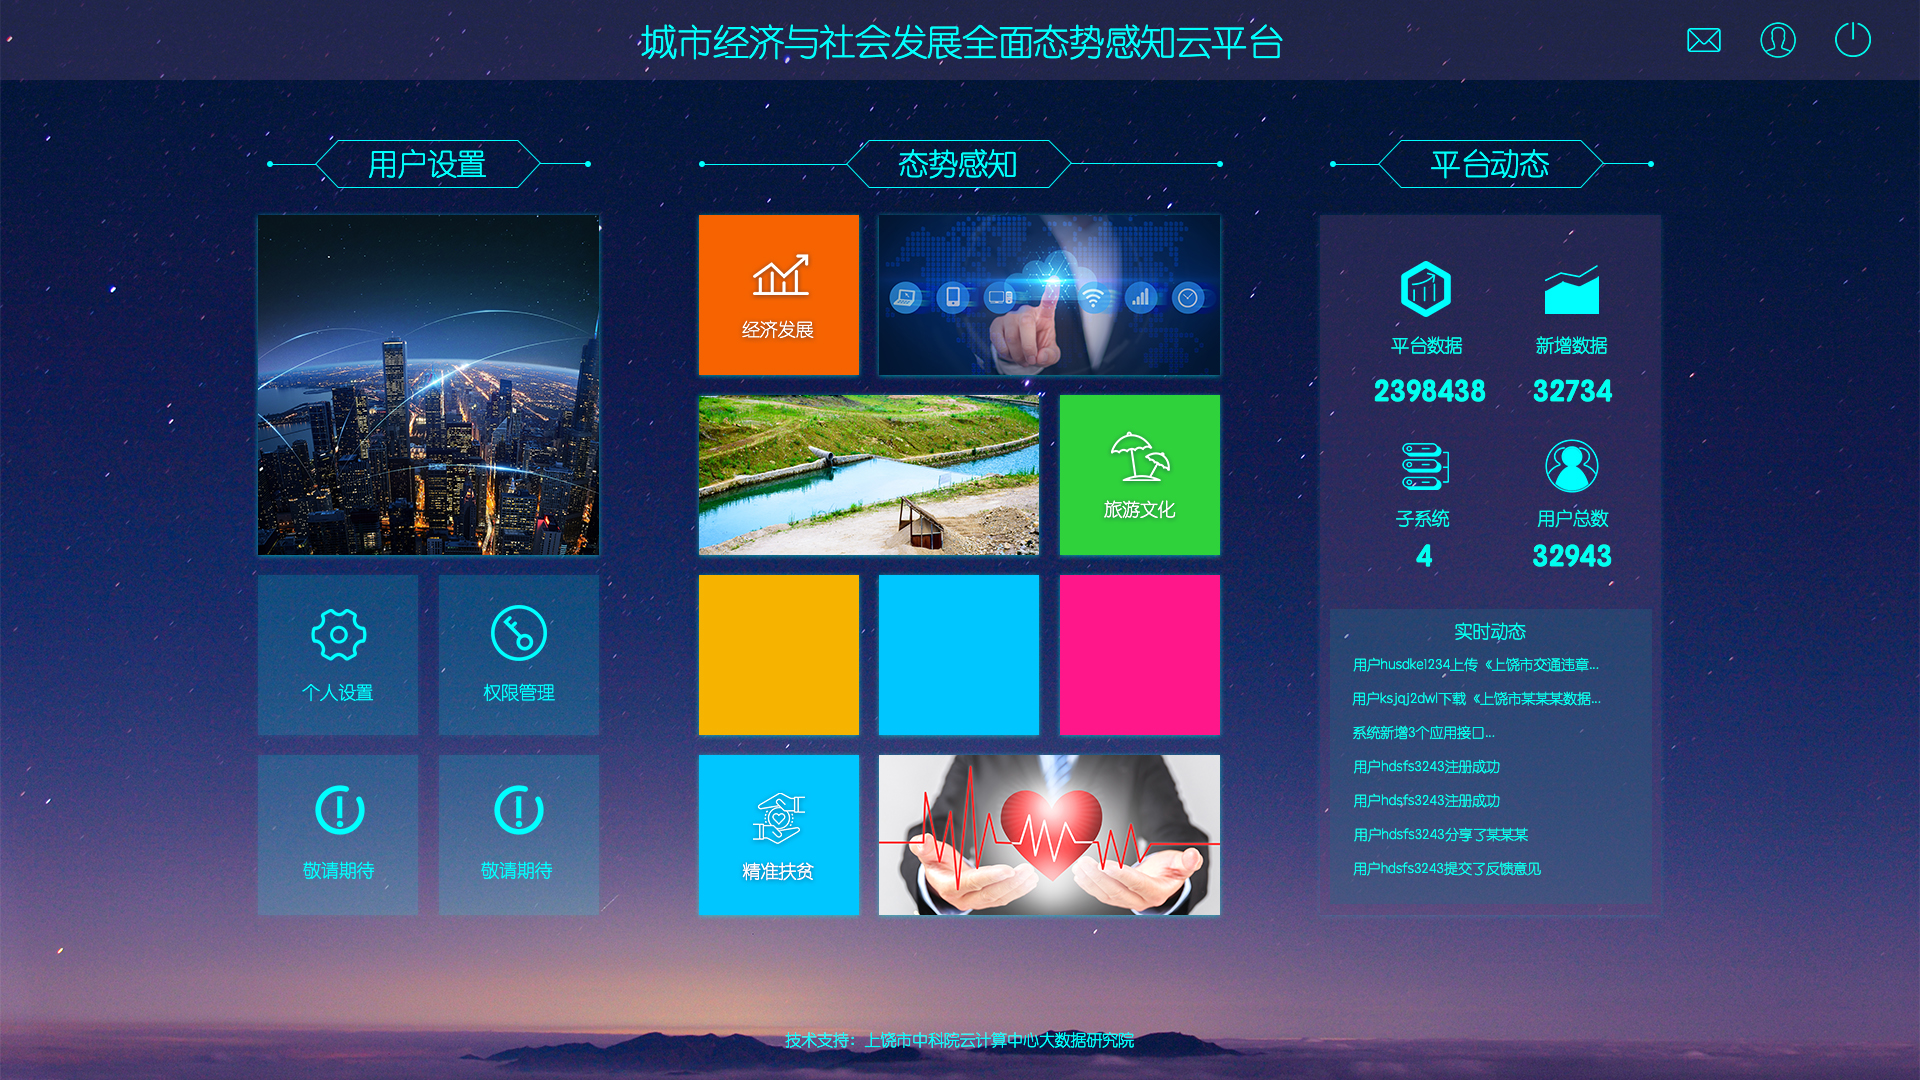 城市经济与社会发展全面态势感知云平台
用户设置
态势感知
平台动态
经济发展
旅游文化
精准扶贫
个人设置
权限管理
敬请期待
敬请期待
平台数据
新增数据
2398438
32734
子系统
用户总数
4
32943
实时动态
用户husdke1234上传《上饶市交通违章...
用户ksjqj2dwl下载《上饶市某某某数据...
系统新增3个应用接口...
用户hdsfs3243注册成功
用户hdsfs3243注册成功
用户hdsfs3243分享了某某某
用户hdsfs3243提交了反馈意见
技术支持：上饶市中科院云计算中心大数据研究院